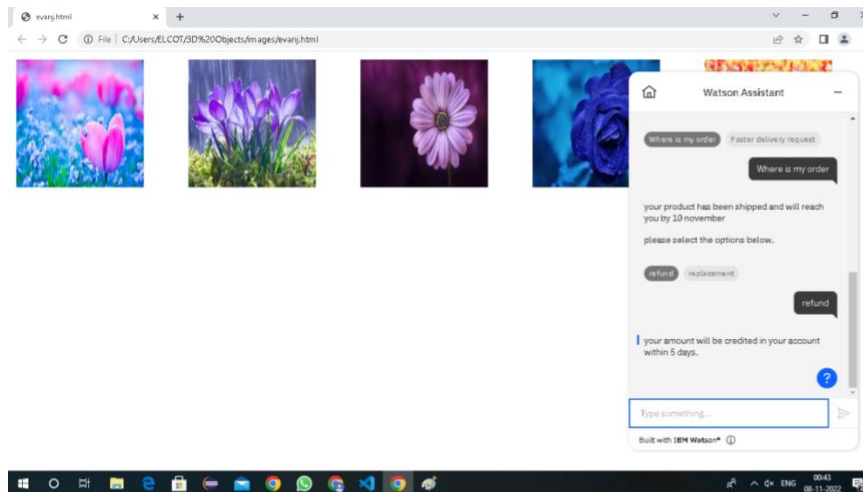 evanj.html
File | C:/Users/ELCOT/3D%20Objects/images/evanj.html
Watson Assistant
Where is my order Faster delivery request
Where is my order
your product has been shipped and will reach
you by 10 november
please select the options below.
refund replacement
refund
your amount will be credited in your account
within 5 days.
?
Type something...
Built with IBM Watson®
ENG
00:43
08-11-2022